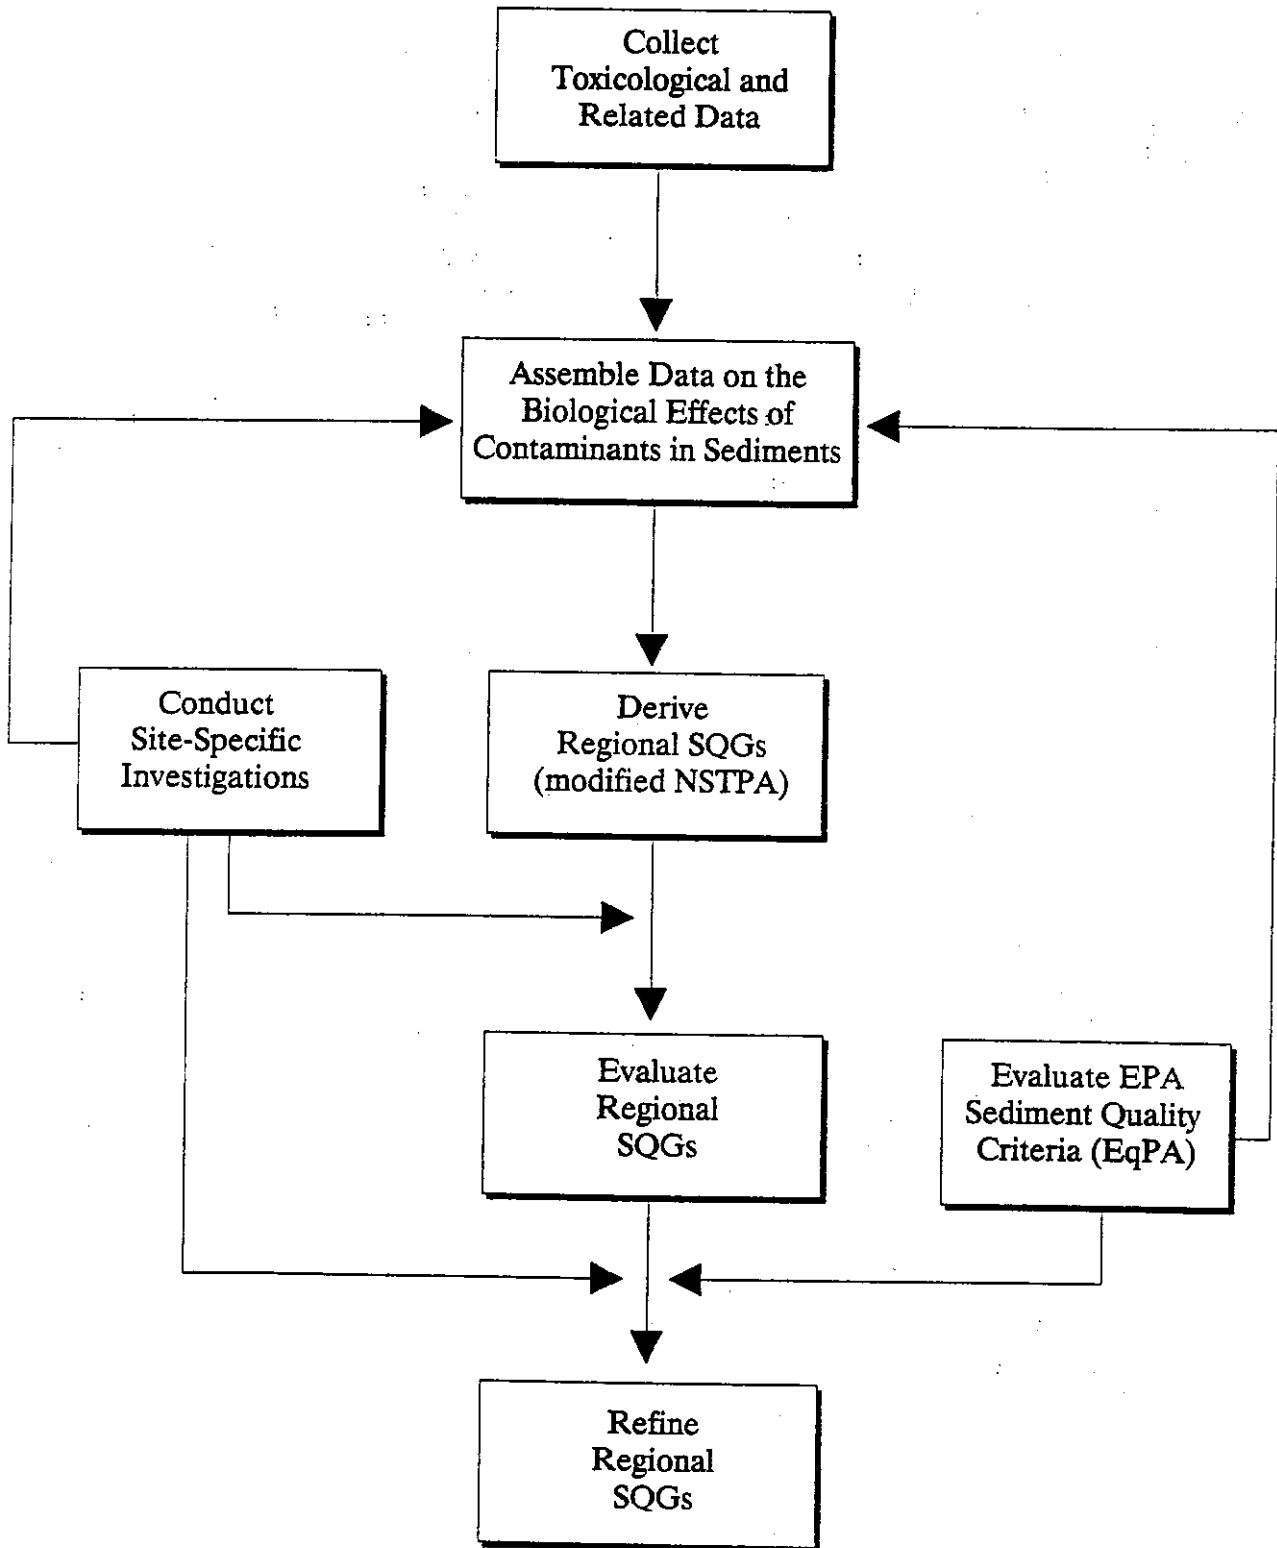 Collect
Toxicological and
Related Data
Assemble Data on the
Biological Effects of
Contaminants in Sediments
Conduct
Site-Specific
Investigations
Derive
Regional SQGs
(modified NSTPA)
Evaluate
Regional
SQGs
Evaluate EPA
Sediment Quality
Criteria (EqPA)
Refine
Regional
SQGs